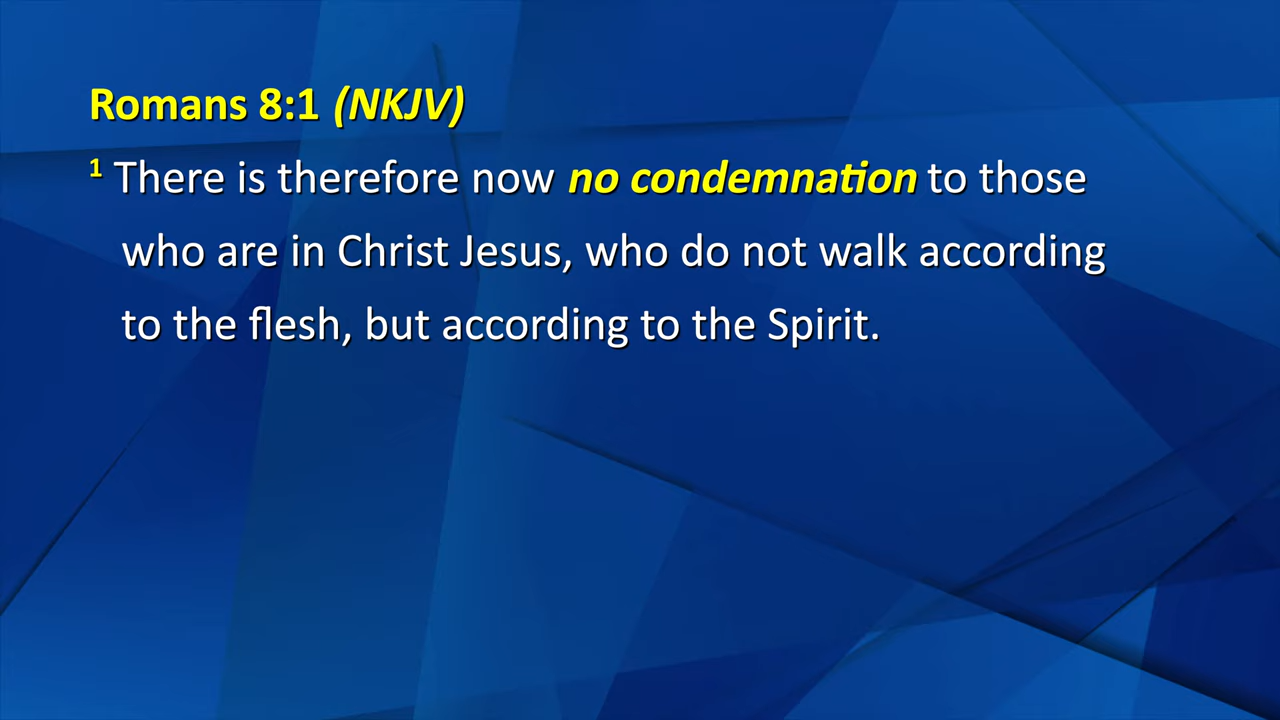 Romans 8:1 (NKJV)
1 There is therefore now no condemnation to those
who are in Christ Jesus, who do not walk according
to the flesh, but according to the Spirit.